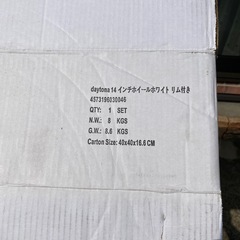 daytona 14 インチホイールホワイト リム付き
4573196030046
QTY: 1 SET
N.W.: 8 KGS
G.W.: 8.6 KGS
Carton Size: 40x40x16.6 CM